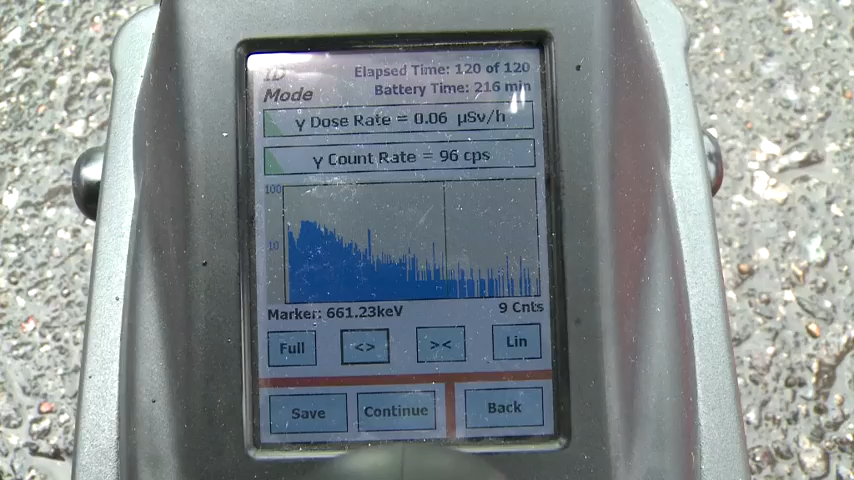 ID Mode
Elapsed Time: 120 of 120
Battery Time: 216 min
γ Dose Rate = 0.06 µSv/h
γ Count Rate = 96 cps
100
10
Marker: 661.23keV
9 Cnts
Full
<>
><
Lin
Save
Continue
Back